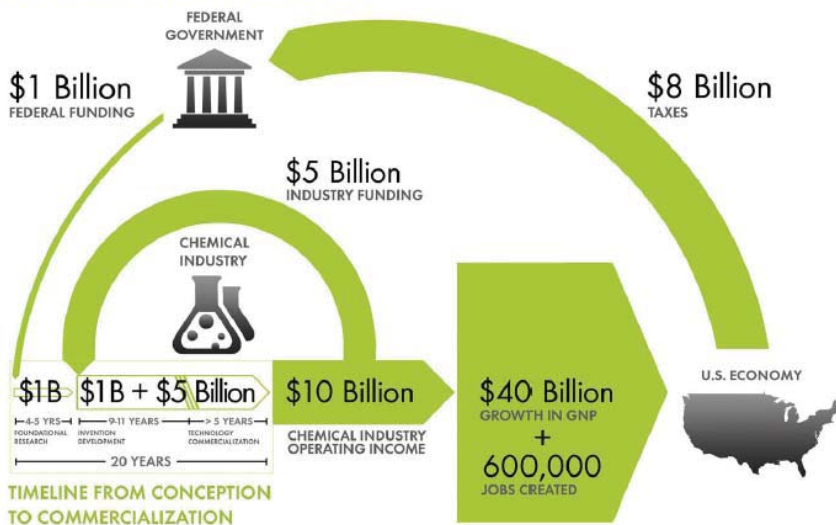 FEDERAL
GOVERNMENT
$1 Billion
FEDERAL FUNDING
$8 Billion
TAXES
$5 Billion
INDUSTRY FUNDING
CHEMICAL
INDUSTRY
$1B
$1B + $5 Billion
$10 Billion
CHEMICAL INDUSTRY
OPERATING INCOME
$40 Billion
GROWTH IN GNP
+
600,000
JOBS CREATED
U.S. ECONOMY
4-5 YRS
FOUNDATIONAL
RESEARCH
9-11 YEARS
INVENTION
DEVELOPMENT
> 5 YEARS
TECHNOLOGY
COMMERCIALIZATION
20 YEARS
TIMELINE FROM CONCEPTION
TO COMMERCIALIZATION